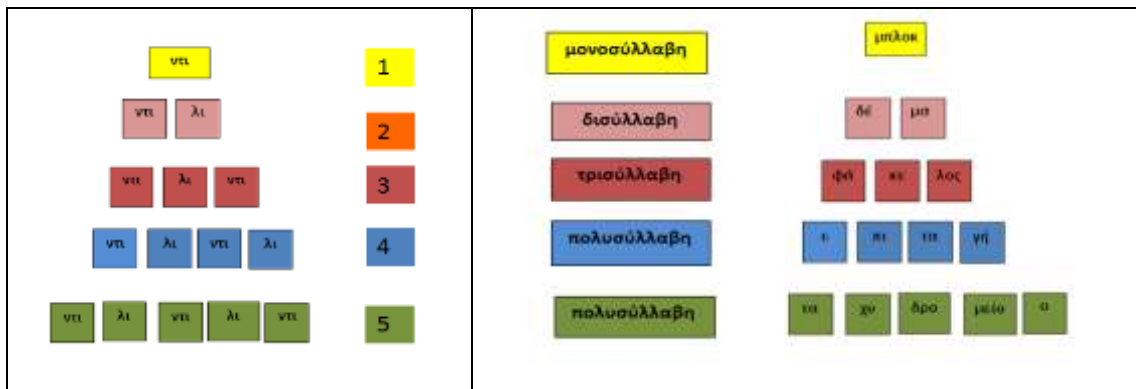 ντι 1
ντι λι 2
ντι λι ντι 3
ντι λι ντι λι 4
ντι λι ντι λι ντι 5
μονοσύλλαβη μπλοκ
δισύλλαβη δέ μα
τρισύλλαβη φά κε λος
πολυσύλλαβη ε πι τα γή
πολυσύλλαβη τα χυ δρο μείο